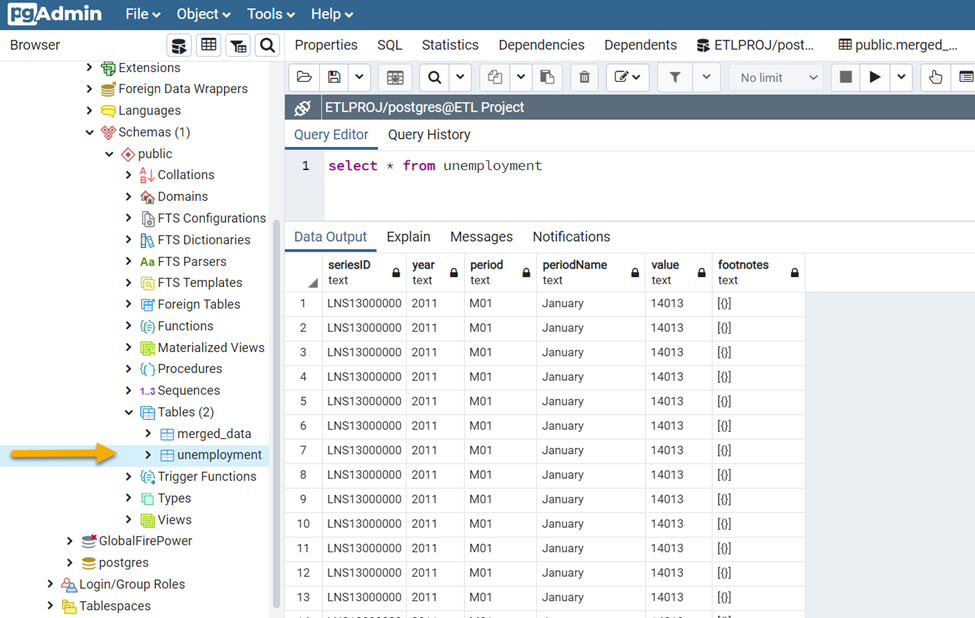 pgAdmin File Object Tools Help
Browser
Properties SQL Statistics Dependencies Dependents ETLPROJ/post... public.merged_...
No limit
ETLPROJ/postgres@ETL Project
Query Editor Query History
1 select * from unemployment
Extensions
Foreign Data Wrappers
Languages
Schemas (1)
public
Collations
Domains
FTS Configurations
FTS Dictionaries
Aa FTS Parsers
FTS Templates
Foreign Tables
Functions
Materialized Views
Procedures
1..3 Sequences
Tables (2)
merged_data
unemployment
Trigger Functions
Types
Views
GlobalFirePower
postgres
Login/Group Roles
Tablespaces
Data Output Explain Messages Notifications
seriesID year period periodName value footnotes
text text text text text text
1 LNS13000000 2011 M01 January 14013 [{}]
2 LNS13000000 2011 M01 January 14013 [{}]
3 LNS13000000 2011 M01 January 14013 [{}]
4 LNS13000000 2011 M01 January 14013 [{}]
5 LNS13000000 2011 M01 January 14013 [{}]
6 LNS13000000 2011 M01 January 14013 [{}]
7 LNS13000000 2011 M01 January 14013 [{}]
8 LNS13000000 2011 M01 January 14013 [{}]
9 LNS13000000 2011 M01 January 14013 [{}]
10 LNS13000000 2011 M01 January 14013 [{}]
11 LNS13000000 2011 M01 January 14013 [{}]
12 LNS13000000 2011 M01 January 14013 [{}]
13 LNS13000000 2011 M01 January 14013 [{}]